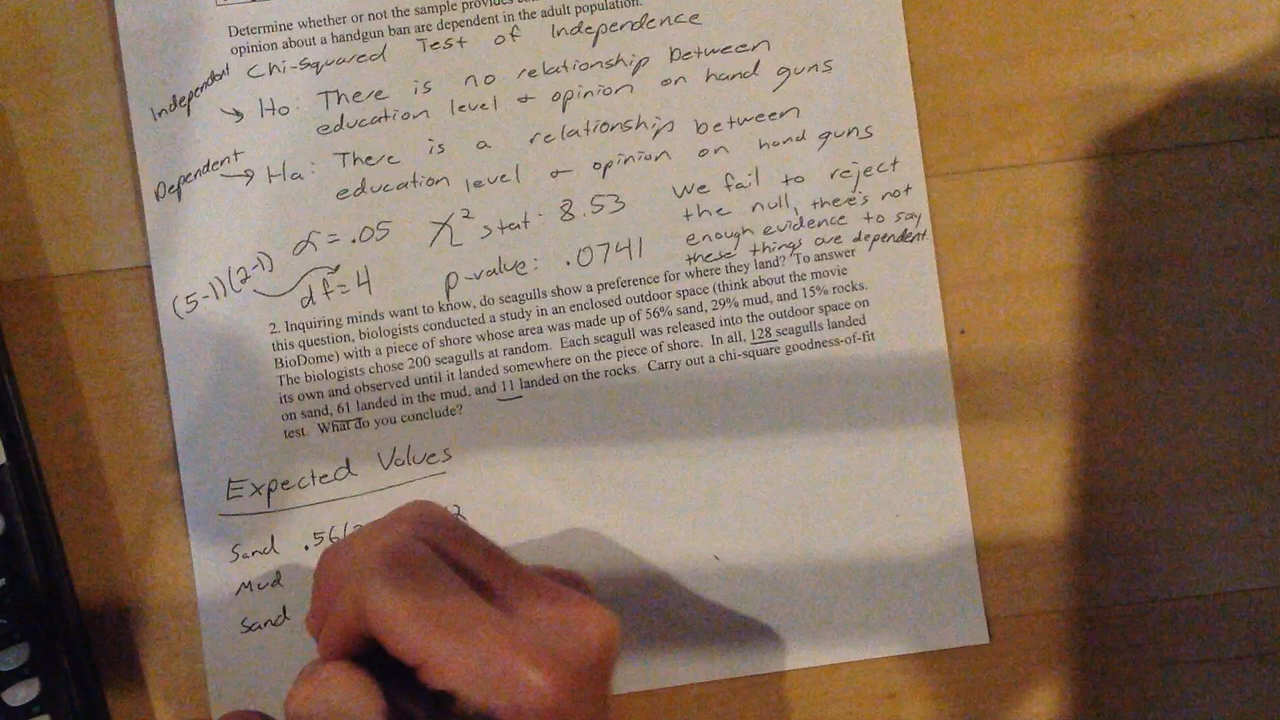 Determine whether or not the sample provides
opinion about a handgun ban are dependent in the adult population.
Chi-Squared Test of Independence
Independent
Ho: There is no relationship between
education level + opinion on hand guns
Dependent
Ha: There is a relationship between
education level + opinion on hand guns
(5-1)(2-1)
α = .05
df = 4
χ² stat: 8.53
p-value: .0741
We fail to reject
the null, there's not
enough evidence to say
these things are dependent.
2. Inquiring minds want to know, do seagulls show a preference for where they land? To answer
this question, biologists conducted a study in an enclosed outdoor space (think about the movie
BioDome) with a piece of shore whose area was made up of 56% sand, 29% mud, and 15% rocks.
The biologists chose 200 seagulls at random. Each seagull was released into the outdoor space on
its own and observed until it landed somewhere on the piece of shore. In all, 128 seagulls landed
on sand, 61 landed in the mud, and 11 landed on the rocks. Carry out a chi-square goodness-of-fit
test. What do you conclude?
Expected Values
Sand .56(
Mud
Sand